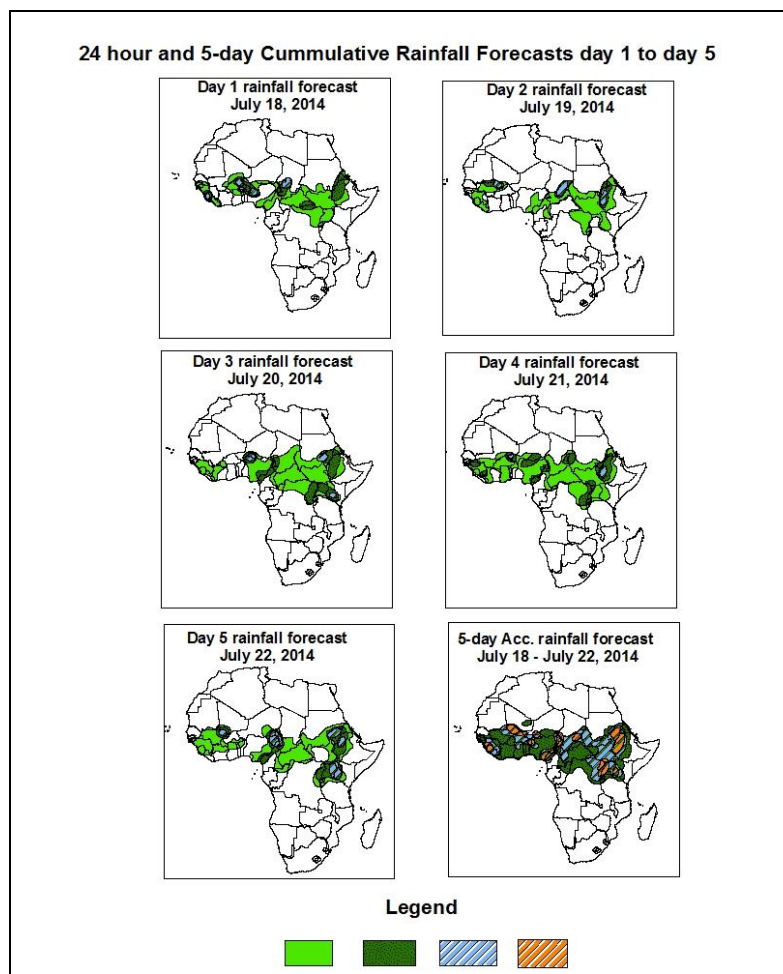 24 hour and 5-day Cummulative Rainfall Forecasts day 1 to day 5
Day 1 rainfall forecast
July 18, 2014
Day 2 rainfall forecast
July 19, 2014
Day 3 rainfall forecast
July 20, 2014
Day 4 rainfall forecast
July 21, 2014
Day 5 rainfall forecast
July 22, 2014
5-day Acc. rainfall forecast
July 18 - July 22, 2014
Legend